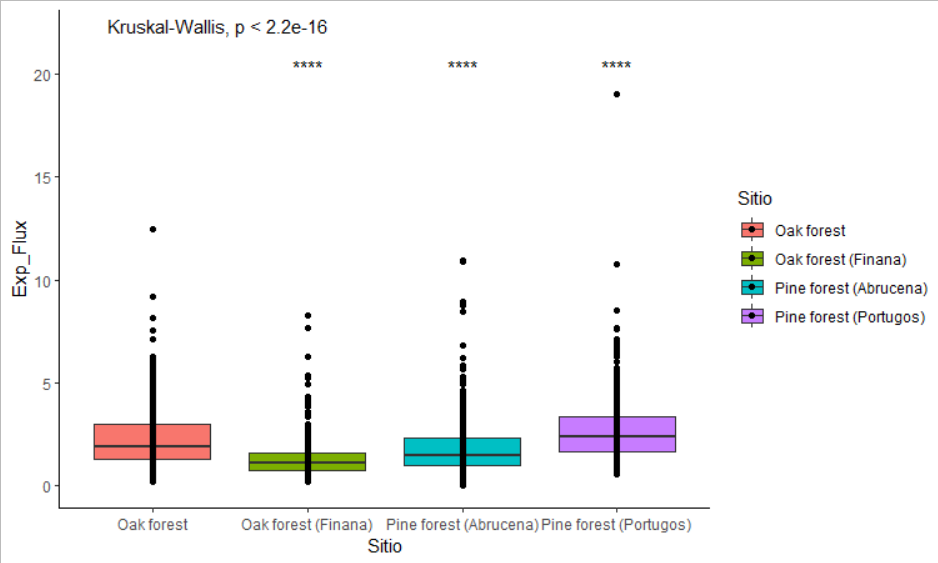 Kruskal-Wallis, p < 2.2e-16
**** **** ****
20
15
10
5
0
Exp_Flux
Oak forest Oak forest (Finana) Pine forest (Abrucena) Pine forest (Portugos)
Sitio
Sitio
Oak forest
Oak forest (Finana)
Pine forest (Abrucena)
Pine forest (Portugos)